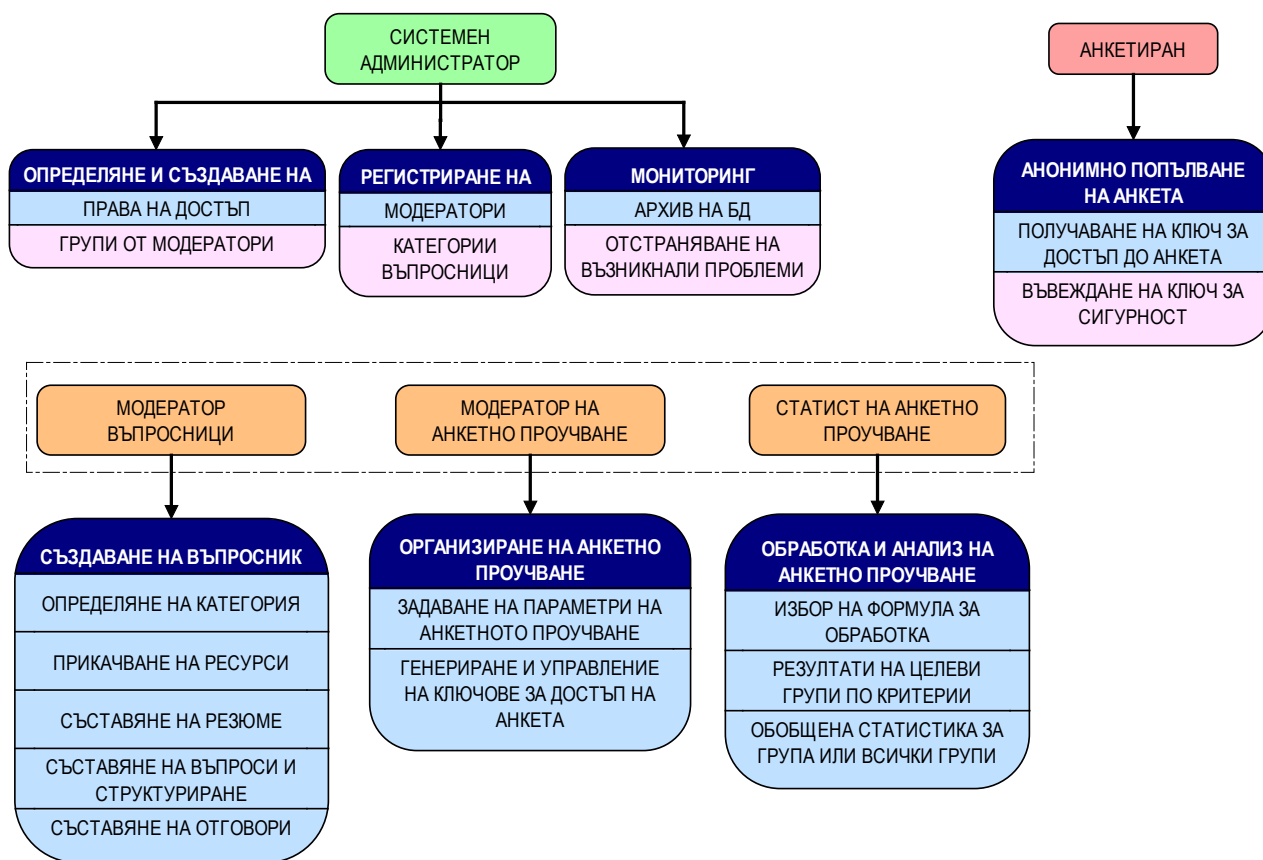 СИСТЕМЕН
АДМИНИСТРАТОР
АНКЕТИРАН
ОПРЕДЕЛЯНЕ И СЪЗДАВАНЕ НА
ПРАВА НА ДОСТЪП
ГРУПИ ОТ МОДЕРАТОРИ
РЕГИСТРИРАНЕ НА
МОДЕРАТОРИ
КАТЕГОРИИ
ВЪПРОСНИЦИ
МОНИТОРИНГ
АРХИВ НА БД
ОТСТРАНЯВАНЕ НА
ВЪЗНИКНАЛИ ПРОБЛЕМИ
АНОНИМНО ПОПЪЛВАНЕ
НА АНКЕТА
ПОЛУЧАВАНЕ НА КЛЮЧ ЗА
ДОСТЪП ДО АНКЕТА
ВЪВЕЖДАНЕ НА КЛЮЧ ЗА
СИГУРНОСТ
МОДЕРАТОР
ВЪПРОСНИЦИ
МОДЕРАТОР НА
АНКЕТНО ПРОУЧВАНЕ
СТАТИСТ НА АНКЕТНО
ПРОУЧВАНЕ
СЪЗДАВАНЕ НА ВЪПРОСНИК
ОПРЕДЕЛЯНЕ НА КАТЕГОРИЯ
ПРИКАЧВАНЕ НА РЕСУРСИ
СЪСТАВЯНЕ НА РЕЗЮМЕ
СЪСТАВЯНЕ НА ВЪПРОСИ И
СТРУКТУРИРАНЕ
СЪСТАВЯНЕ НА ОТГОВОРИ
ОРГАНИЗИРАНЕ НА АНКЕТНО
ПРОУЧВАНЕ
ЗАДАВАНЕ НА ПАРАМЕТРИ НА
АНКЕТНОТО ПРОУЧВАНЕ
ГЕНЕРИРАНЕ И УПРАВЛЕНИЕ
НА КЛЮЧОВЕ ЗА ДОСТЪП НА
АНКЕТА
ОБРАБОТКА И АНАЛИЗ НА
АНКЕТНО ПРОУЧВАНЕ
ИЗБОР НА ФОРМУЛА ЗА
ОБРАБОТКА
РЕЗУЛТАТИ НА ЦЕЛЕВИ
ГРУПИ ПО КРИТЕРИИ
ОБОБЩЕНА СТАТИСТИКА ЗА
ГРУПА ИЛИ ВСИЧКИ ГРУПИ